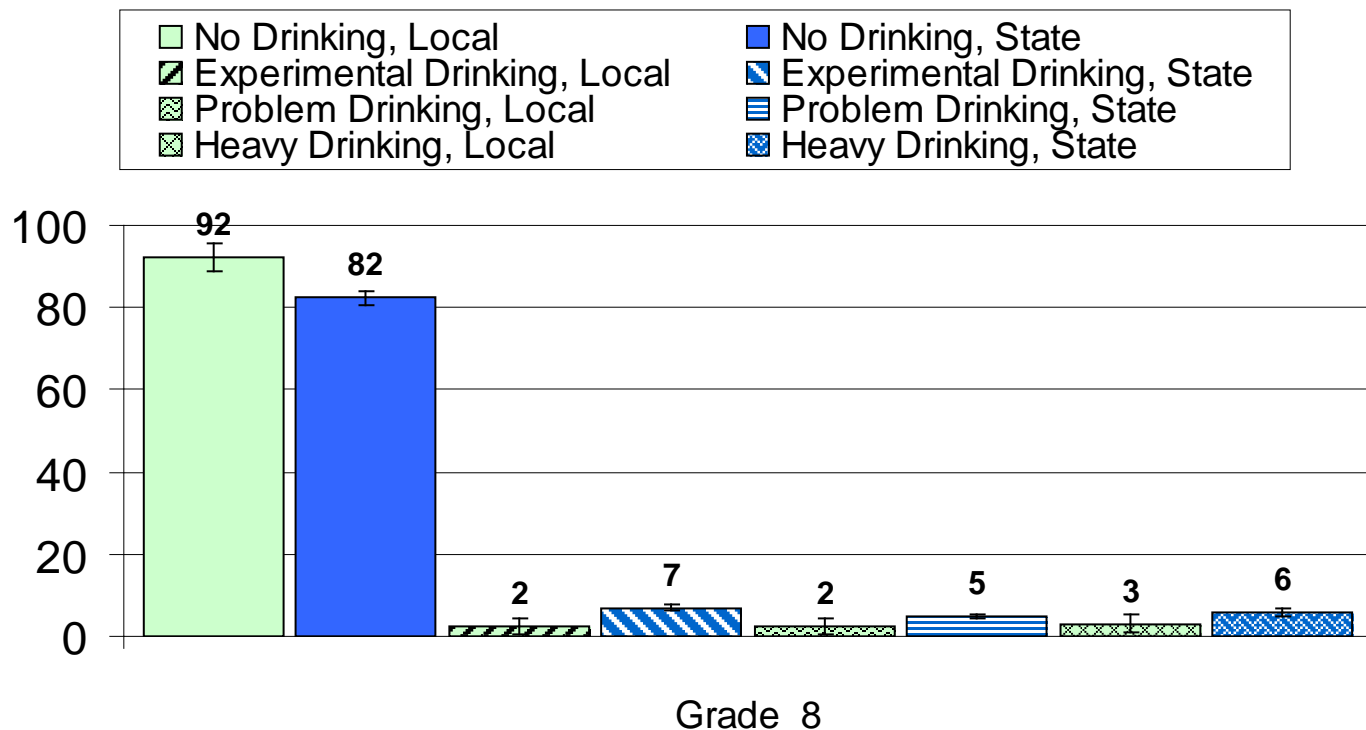 No Drinking, Local No Drinking, State
Experimental Drinking, Local Experimental Drinking, State
Problem Drinking, Local Problem Drinking, State
Heavy Drinking, Local Heavy Drinking, State
100
80
60
40
20
0
92
82
2
7
2
5
3
6
Grade 8